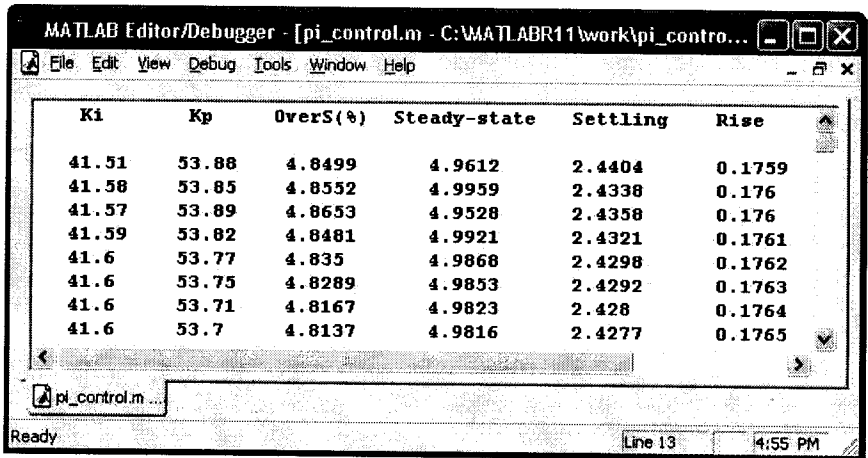 MATLAB Editor/Debugger - [pi_control.m - C:\MATLABR11\work\pi_contro...
File Edit View Debug Tools Window Help
Ki Kp OverS(%) Steady-state Settling Rise
41.51 53.88 4.8499 4.9612 2.4404 0.1759
41.58 53.85 4.8552 4.9959 2.4338 0.176
41.57 53.89 4.8653 4.9528 2.4358 0.176
41.59 53.82 4.8481 4.9921 2.4321 0.1761
41.6 53.77 4.835 4.9868 2.4298 0.1762
41.6 53.75 4.8289 4.9853 2.4292 0.1763
41.6 53.71 4.8167 4.9823 2.428 0.1764
41.6 53.7 4.8137 4.9816 2.4277 0.1765
pi_control.m ...
Ready Line 13 4:55 PM